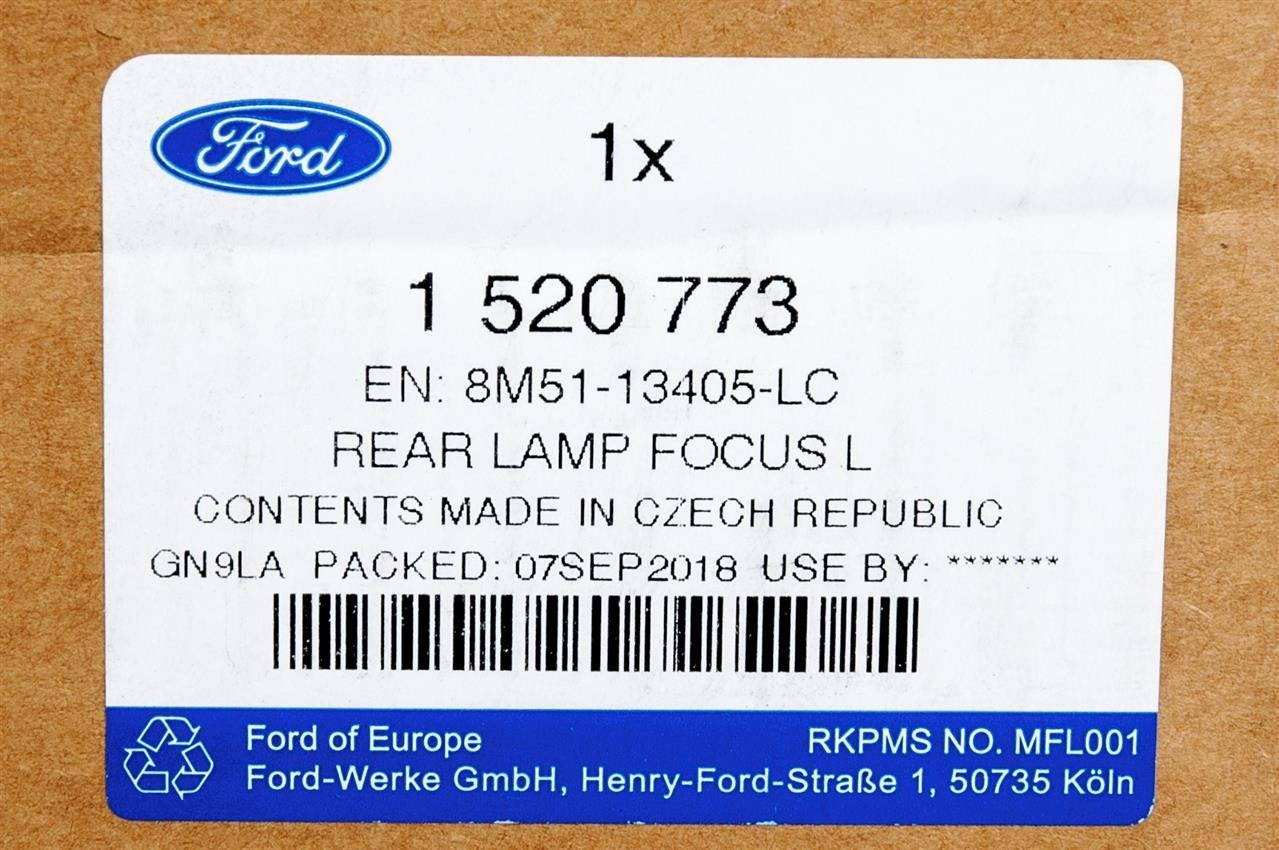 Ford
1x
1 520 773
EN: 8M51-13405-LC
REAR LAMP FOCUS L
CONTENTS MADE IN CZECH REPUBLIC
GN9LA PACKED: 07SEP2018 USE BY: *******
Ford of Europe RKPMS NO. MFL001
Ford-Werke GmbH, Henry-Ford-Straße 1, 50735 Köln